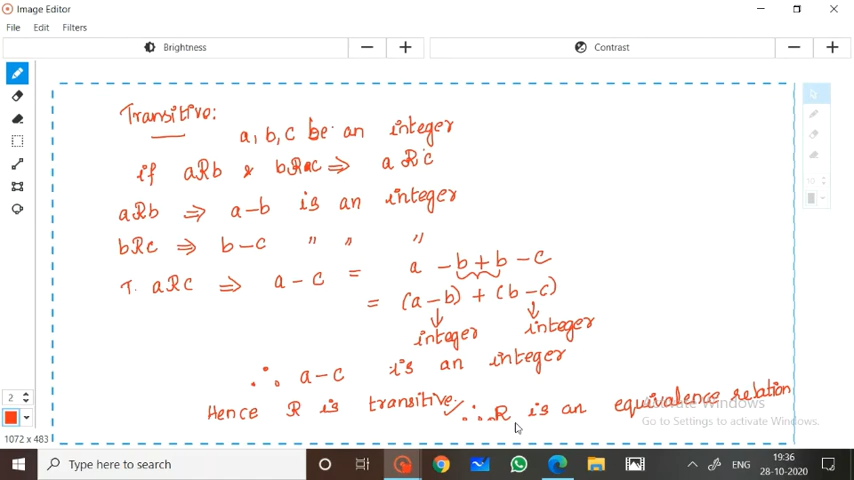 Image Editor
File Edit Filters
Brightness Contrast
Transitive:
a, b, c be an integer
if aRb & bRc ⇒ aRc
aRb ⇒ a-b is an integer
bRc ⇒ b-c " " "
T. aRc ⇒ a-c = a -b+b -c
= (a-b) + (b-c)
integer integer
∴ a-c is an integer
Hence R is transitive ✓ ∴ R is an equivalence relation
Activate Windows
Go to Settings to activate Windows.
10
2
1072 x 483
Type here to search
ENG
19:36
28-10-2020